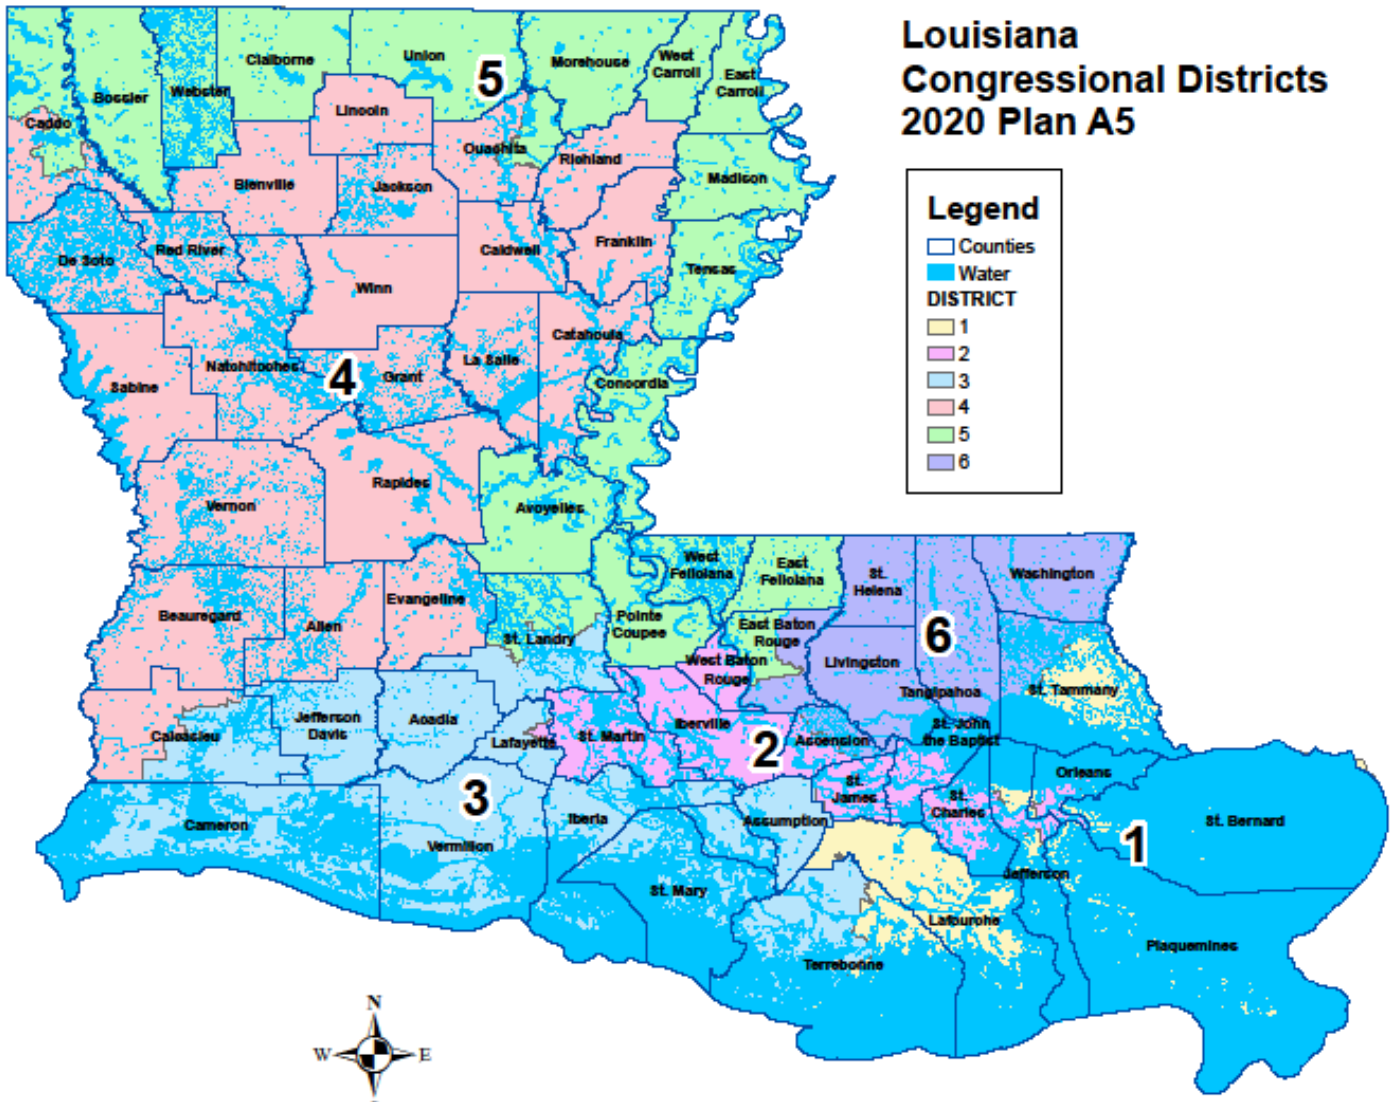 Louisiana
Congressional Districts
2020 Plan A5
Legend
Counties
Water
DISTRICT
1
2
3
4
5
6
Caddo
Bossier
Webster
Claiborne
Union
5
Morehouse
West
Carroll
East
Carroll
Lincoln
Ouachita
Richland
Madison
Bienville
Jackson
De Soto
Red River
Winn
Caldwell
Franklin
Tensas
Sabine
Natchitoches
4
Grant
La Salle
Catahoula
Concordia
Vernon
Rapides
Avoyelles
Beauregard
Allen
Evangeline
St. Landry
Pointe
Coupee
West
Feliciana
East
Feliciana
St.
Helena
6
Washington
East Baton
Rouge
West Baton
Rouge
Livingston
Tangipahoa
St. Tammany
Calcasieu
Jefferson
Davis
Acadia
Lafayette
St. Martin
Iberville
2
Ascension
St. John
the Baptist
Cameron
3
Vermilion
Iberia
Assumption
St.
James
St.
Charles
Orleans
St. Bernard
1
St. Mary
Jefferson
Lafourche
Terrebonne
Plaquemines
N
W
E